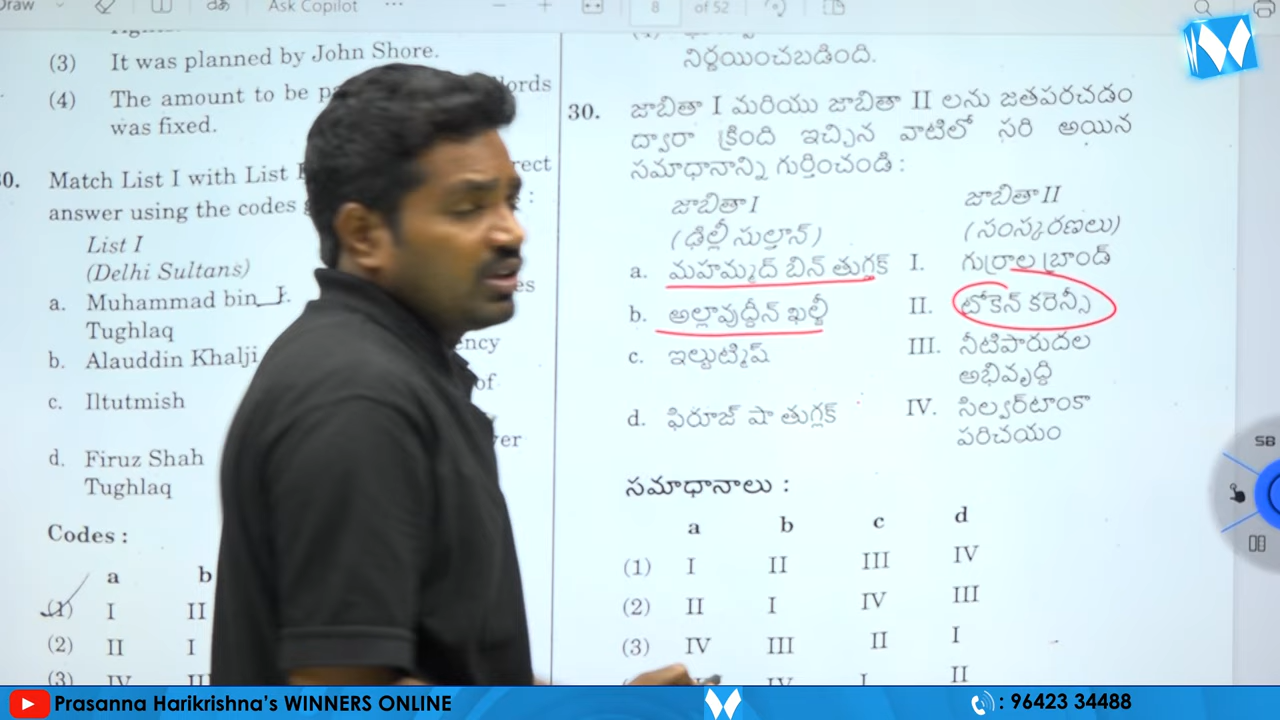 Draw
Ask Copilot
...
8 of 52
(3) It was planned by John Shore.
(4) The amount to be
was fixed.
Match List I with List
answer using the codes
List I
(Delhi Sultans)
a. Muhammad bin
Tughlaq
b. Alauddin Khalji
c. Iltutmish
d. Firuz Shah
Tughlaq
Codes :
a b
(1) I II
(2) II I
(3) IV
నిర్ణయించబడింది.
30. జాబితా I మరియు జాబితా II లను జతపరచడం
ద్వారా క్రింది ఇచ్చిన వాటిలో సరి అయిన
సమాధానాన్ని గుర్తించండి :
జాబితా I జాబితా II
(ఢిల్లీ సుల్తాన్) (సంస్కరణలు)
a. మహమ్మద్ బిన్ తుగ్లక్ I. గుర్రాల బ్రాండ్
b. అల్లావుద్దీన్ ఖల్జీ II. టోకెన్ కరెన్సీ
c. ఇల్టుట్మిష్ III. నీటిపారుదల
అభివృద్ధి
d. ఫిరూజ్ షా తుగ్లక్ IV. సిల్వర్‌టాంకా
పరిచయం
సమాధానాలు :
a b c d
(1) I II III IV
(2) II I IV III
(3) IV III II I
I II
Prasanna Harikrishna's WINNERS ONLINE
: 96423 34488